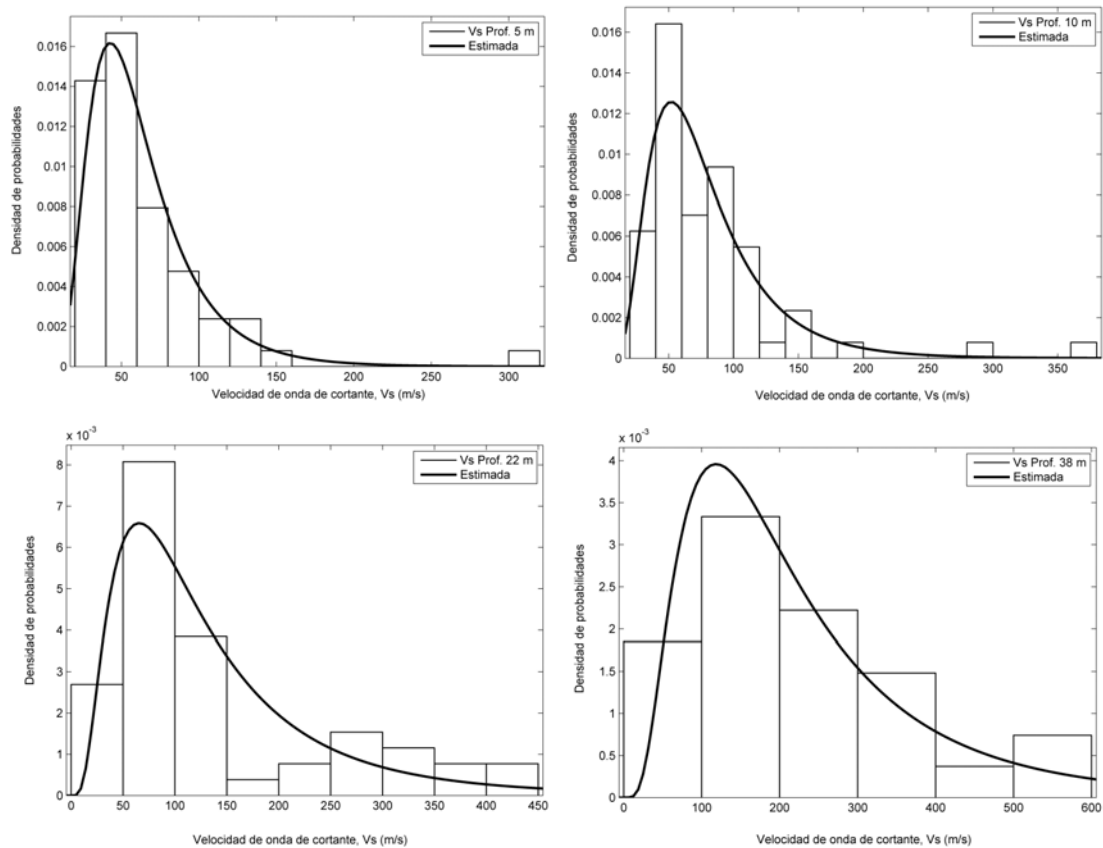 Vs Prof. 5 m
Estimada
0.016
0.014
0.012
0.01
0.008
0.006
0.004
0.002
0
Densidad de probabilidades
50 100 150 200 250 300
Velocidad de onda de cortante, Vs (m/s)
Vs Prof. 10 m
Estimada
0.016
0.014
0.012
0.01
0.008
0.006
0.004
0.002
0
Densidad de probabilidades
50 100 150 200 250 300 350
Velocidad de onda de cortante, Vs (m/s)
x 10⁻³
Vs Prof. 22 m
Estimada
8
7
6
5
4
3
2
1
0
Densidad de probabilidades
0 50 100 150 200 250 300 350 400 450
Velocidad de onda de cortante, Vs (m/s)
x 10⁻³
Vs Prof. 38 m
Estimada
4
3.5
3
2.5
2
1.5
1
0.5
0
Densidad de probabilidades
0 100 200 300 400 500 600
Velocidad de onda de cortante, Vs (m/s)